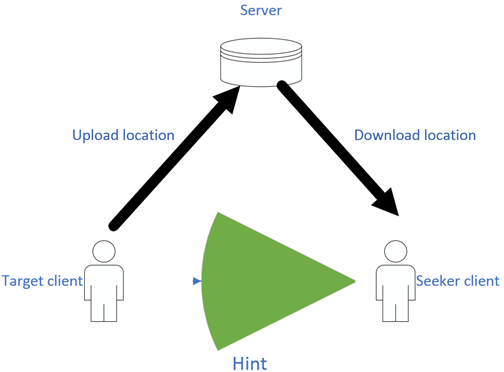 Server
Upload location
Download location
Target client
Seeker client
Hint